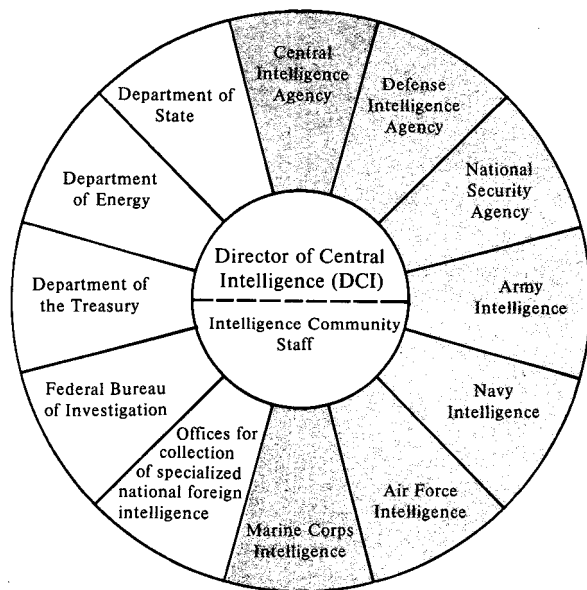 Central
Intelligence
Agency
Defense
Intelligence
Agency
National
Security
Agency
Army
Intelligence
Navy
Intelligence
Air Force
Intelligence
Marine Corps
Intelligence
Offices for
collection
of specialized
national foreign
intelligence
Federal Bureau
of Investigation
Department of
the Treasury
Department
of Energy
Department of
State
Director of Central
Intelligence (DCI)
Intelligence Community
Staff